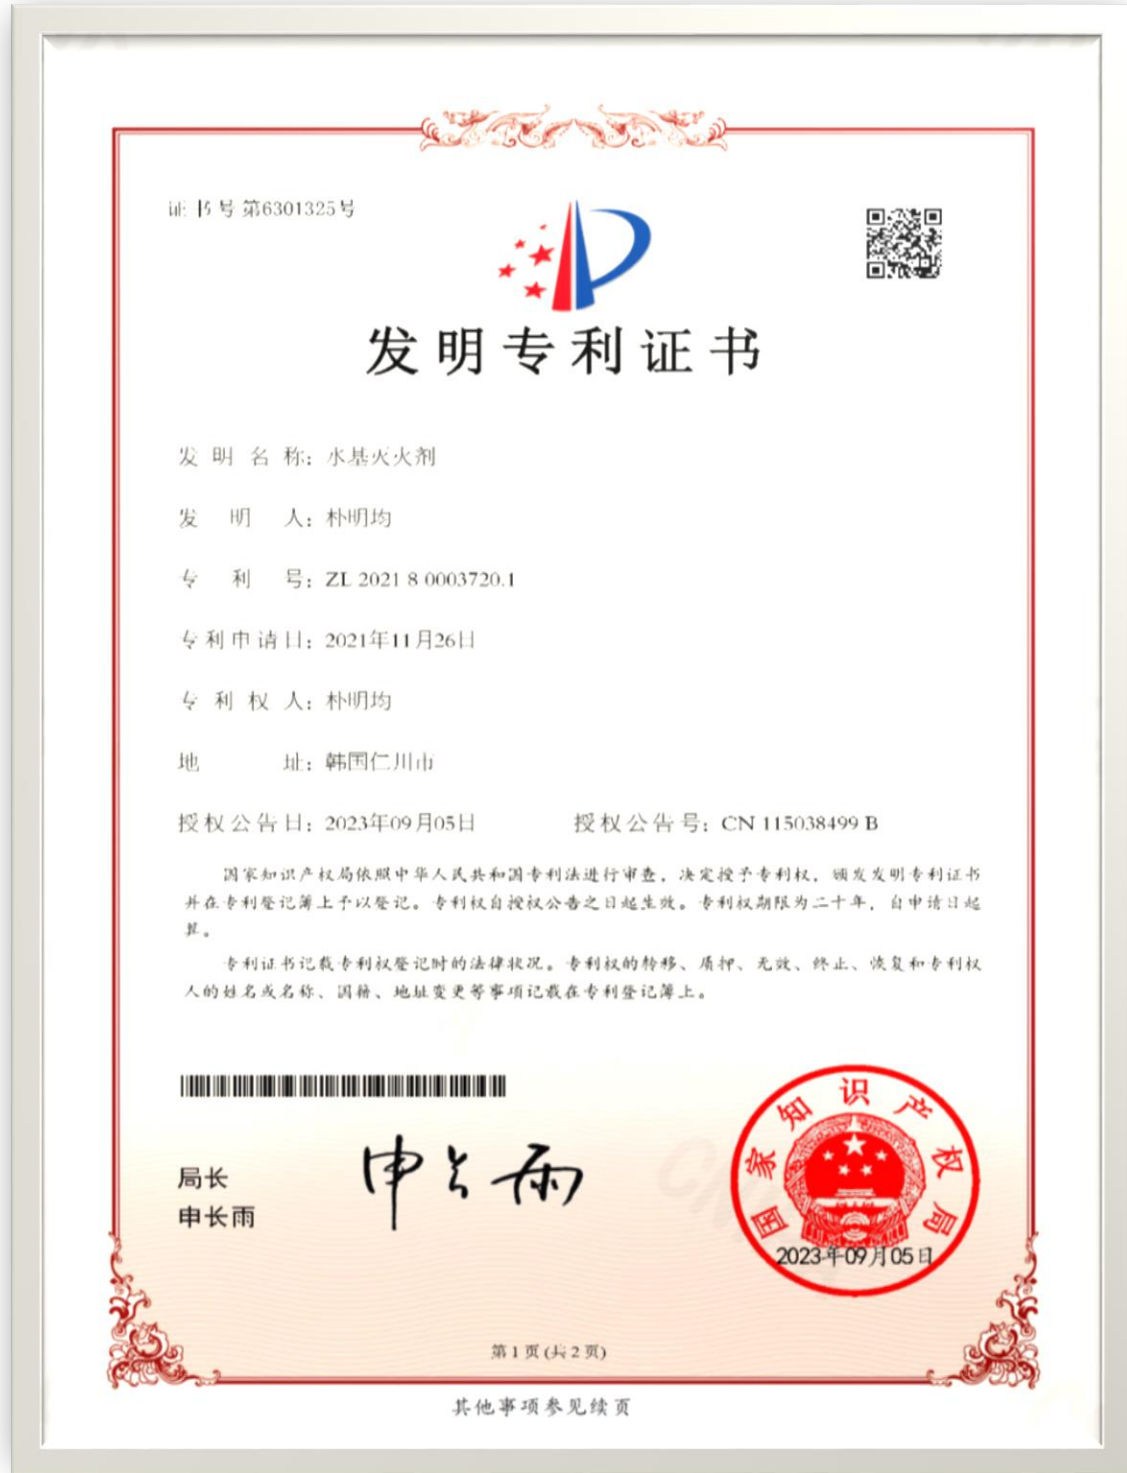 证书号第6301325号
发明专利证书
发明名称：水基灭火剂
发明人：朴明均
专利号：ZL 2021 8 0003720.1
专利申请日：2021年11月26日
专利权人：朴明均
地址：韩国仁川市
授权公告日：2023年09月05日 授权公告号：CN 115038499 B
国家知识产权局依照中华人民共和国专利法进行审查，决定授予专利权，颁发发明专利证书
并在专利登记簿上予以登记。专利权自授权公告之日起生效。专利权期限为二十年，自申请日起
算。
专利证书记载专利权登记时的法律状况。专利权的转移、质押、无效、终止、恢复和专利权
人的姓名或名称、国籍、地址变更等事项记载在专利登记簿上。
局长
申长雨
申长雨
国家知识产权局
2023年09月05日
第1页(共2页)
其他事项参见续页